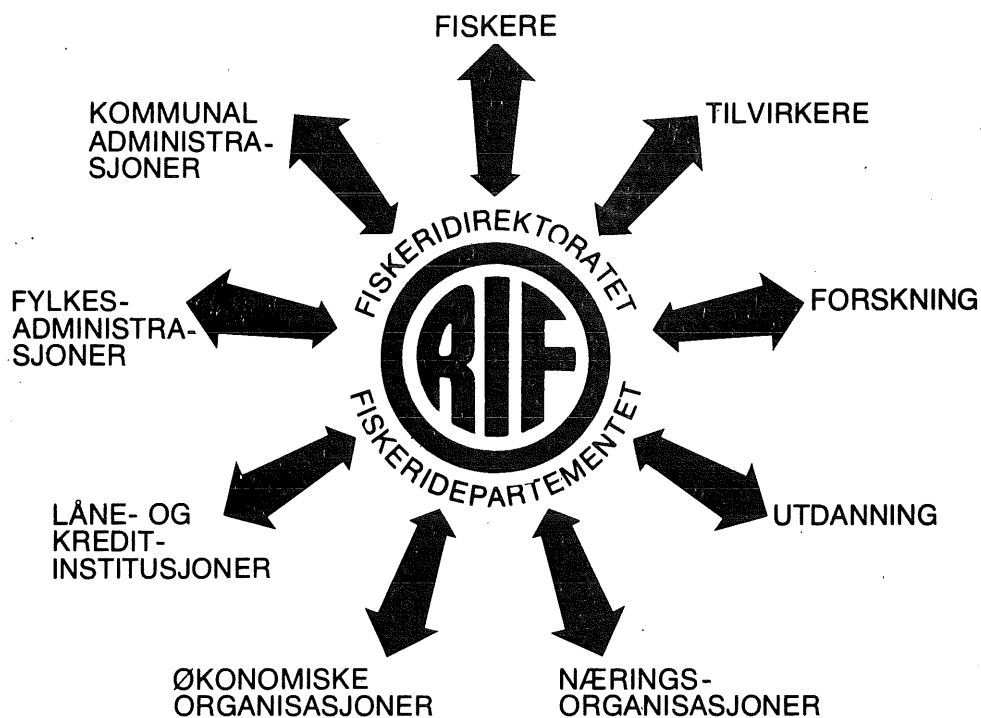 FISKERE
KOMMUNAL
ADMINISTRA-
SJONER
TILVIRKERE
FISKERIDIREKTORATET
FYLKES-
ADMINISTRA-
SJONER
RIF
FORSKNING
FISKERIDEPARTEMENTET
LÅNE- OG
KREDIT-
INSTITUSJONER
UTDANNING
ØKONOMISKE
ORGANISASJONER
NÆRINGS-
ORGANISASJONER